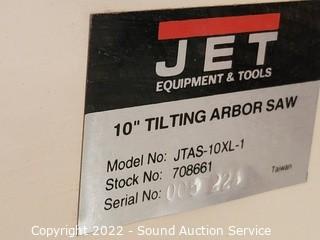 JET
EQUIPMENT & TOOLS
10" TILTING ARBOR SAW
Model No: JTAS-10XL-1
Stock No: 708661
Serial No:
Taiwan
Copyright 2022 - Sound Auction Service